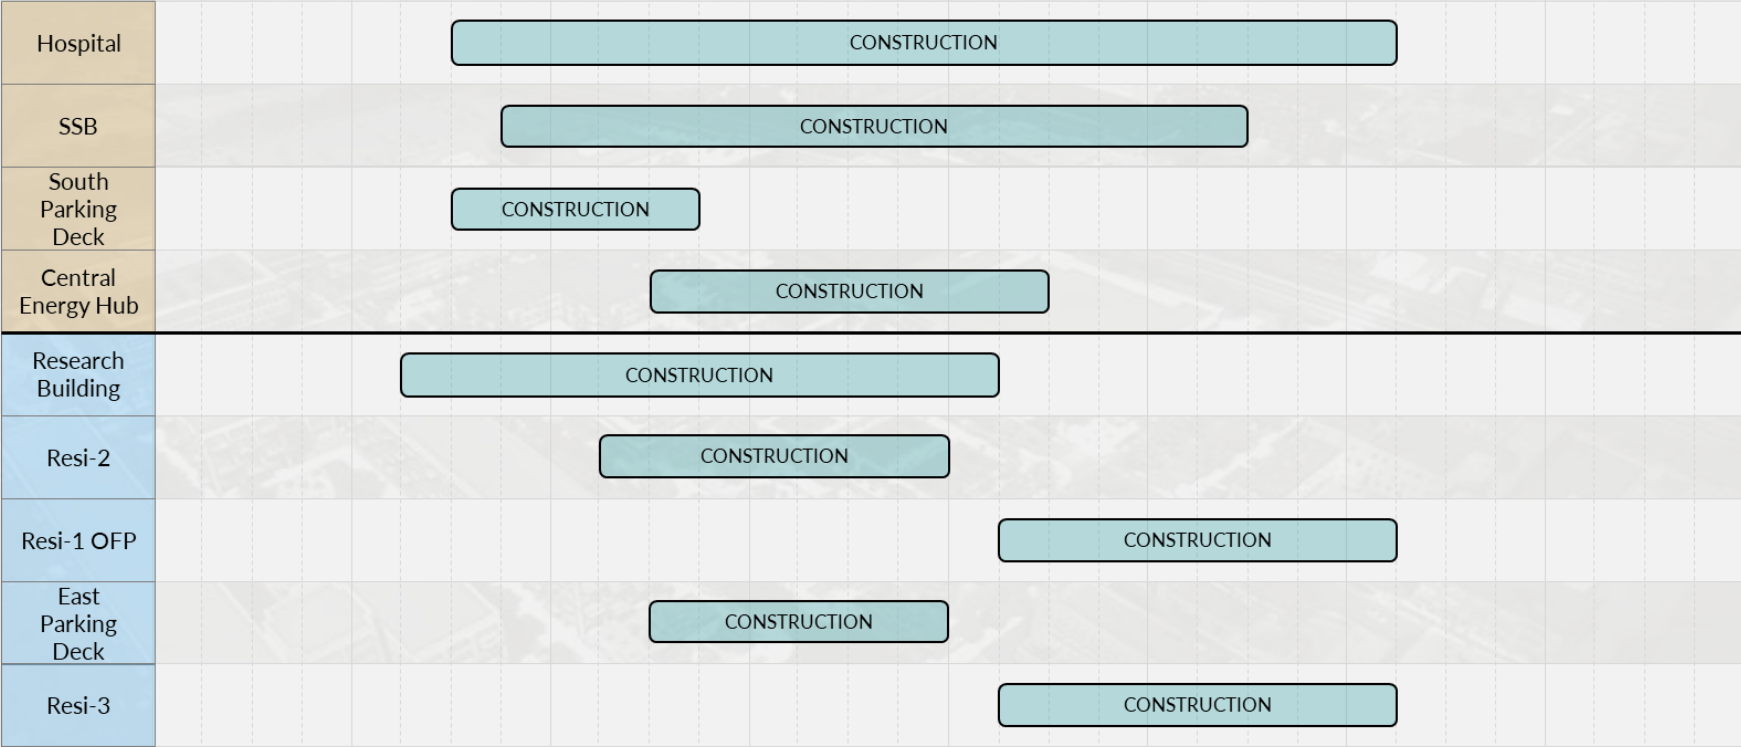 Hospital
CONSTRUCTION
SSB
CONSTRUCTION
South
Parking
Deck
CONSTRUCTION
Central
Energy Hub
CONSTRUCTION
Research
Building
CONSTRUCTION
Resi-2
CONSTRUCTION
Resi-1 OFP
CONSTRUCTION
East
Parking
Deck
CONSTRUCTION
Resi-3
CONSTRUCTION